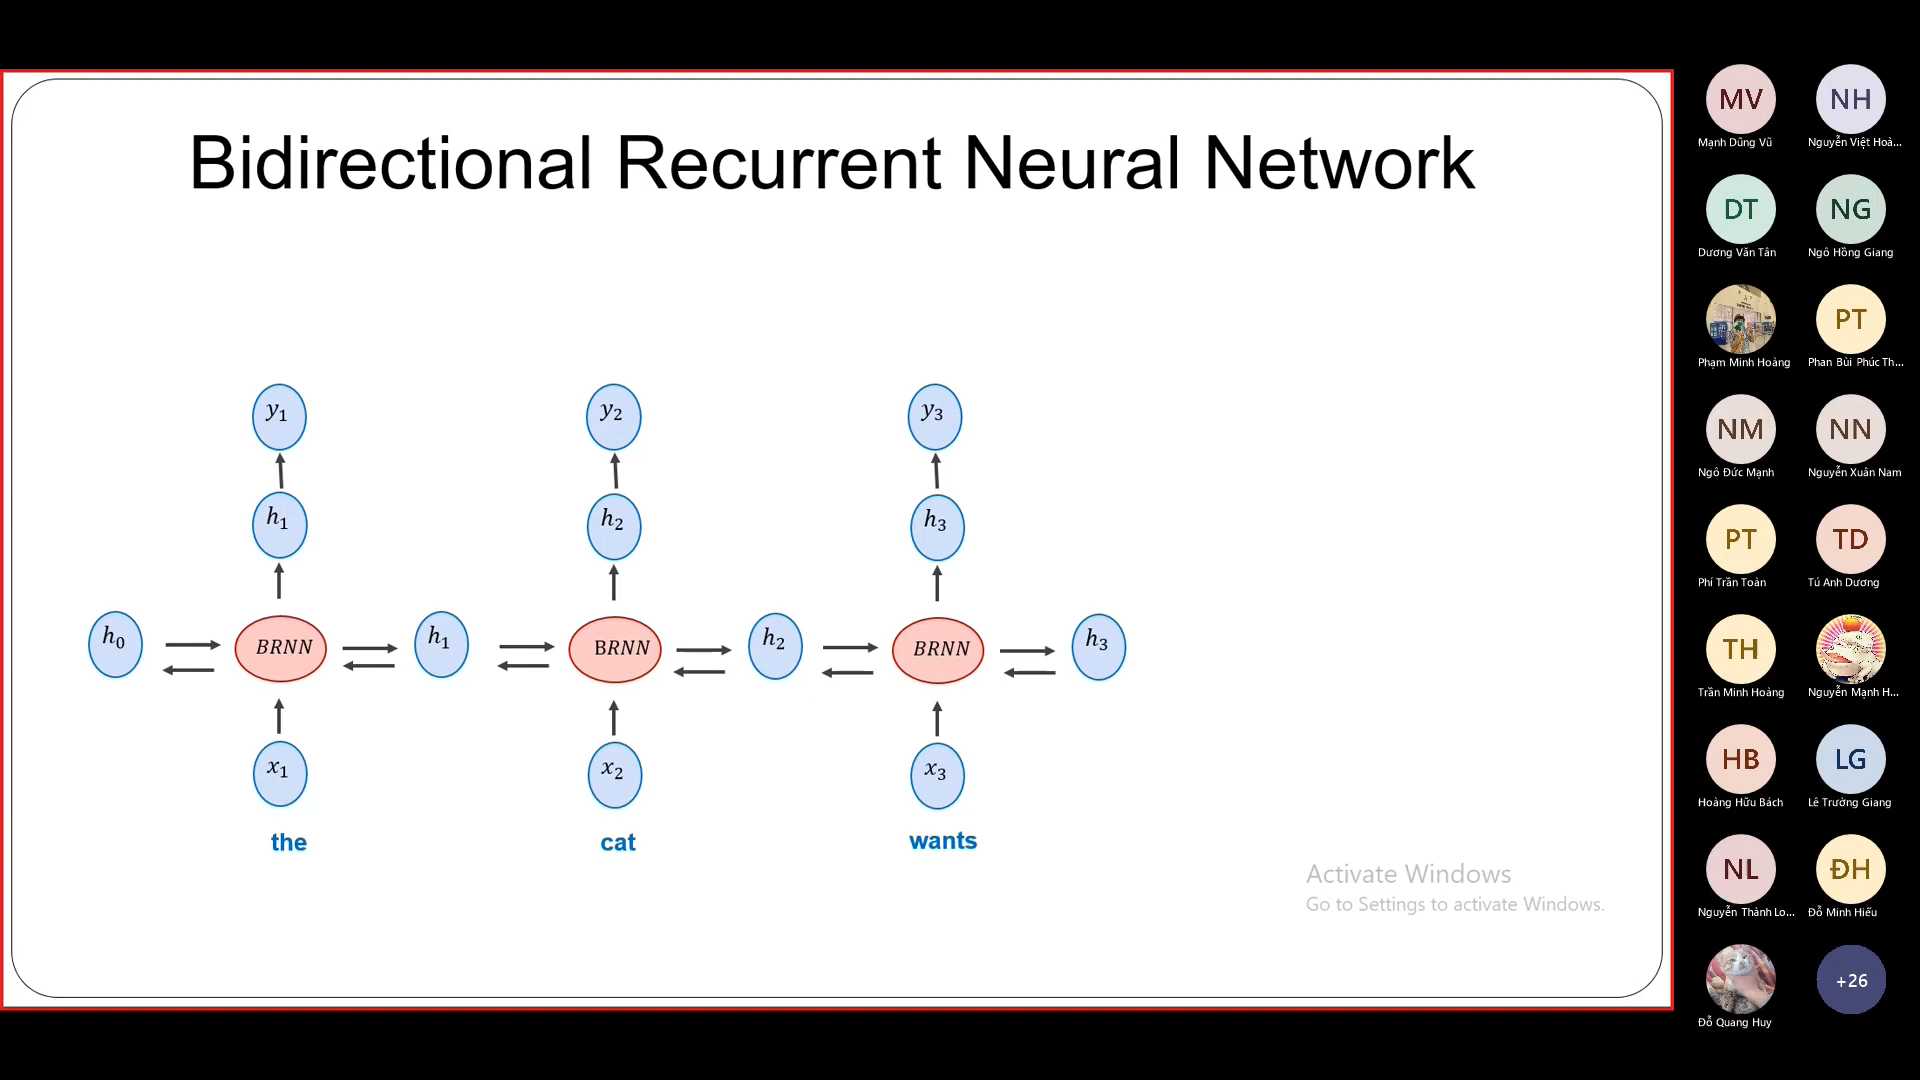 Bidirectional Recurrent Neural Network
y1 y2 y3
h1 h2 h3
h0 BRNN h1 BRNN h2 BRNN h3
x1 x2 x3
the cat wants
Activate Windows
Go to Settings to activate Windows.
MV NH
Mạnh Dũng Vũ Nguyễn Việt Hoà...
DT NG
Dương Văn Tân Ngô Hồng Giang
PT
Phạm Minh Hoàng Phan Bùi Phúc Th...
NM NN
Ngô Đức Mạnh Nguyễn Xuân Nam
PT TD
Phí Trần Toàn Tú Anh Dương
TH
Trần Minh Hoàng Nguyễn Mạnh H...
HB LG
Hoàng Hữu Bách Lê Trường Giang
NL ĐH
Nguyễn Thành Lo... Đỗ Minh Hiếu
+26
Đỗ Quang Huy